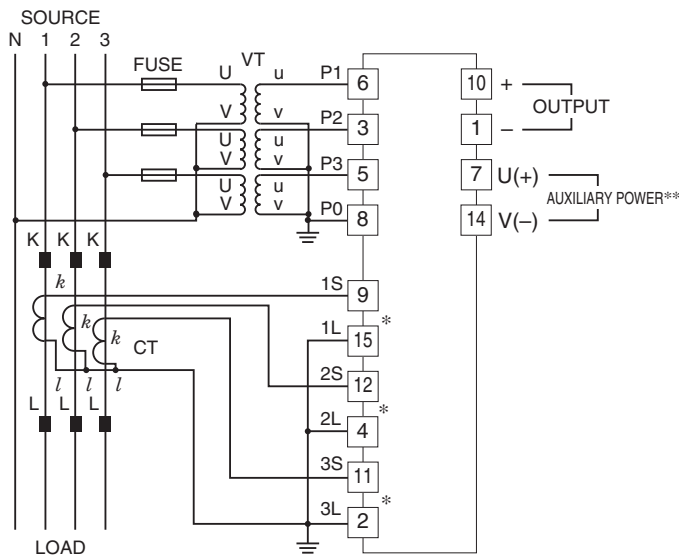 SOURCE
N 1 2 3
FUSE
VT
U u P1 6
V v
P2 3
U u
V v
P3 5
U u
V v
P0 8
10 +
OUTPUT
1 –
7 U(+)
AUXILIARY POWER**
14 V(–)
K K K
k k k
CT
l l l
L L L
1S 9
1L 15 *
2S 12
2L 4 *
3S 11
3L 2 *
LOAD